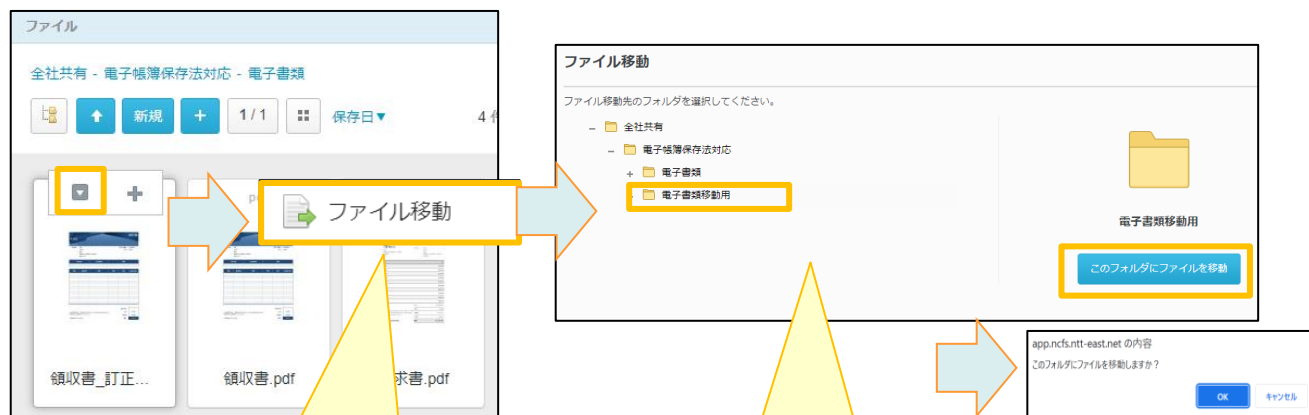 ファイル
全社共有 - 電子帳簿保存法対応 - 電子書類
新規
+
1/1
保存日▼
4
ファイル移動
領収書_訂正...
領収書.pdf
求書.pdf
ファイル移動
ファイル移動先のフォルダを選択してください。
全社共有
電子帳簿保存法対応
電子書類
電子書類移動用
電子書類移動用
このフォルダにファイルを移動
app.ncfs.ntt-east.net の内容
このフォルダにファイルを移動しますか？
OK
キャンセル